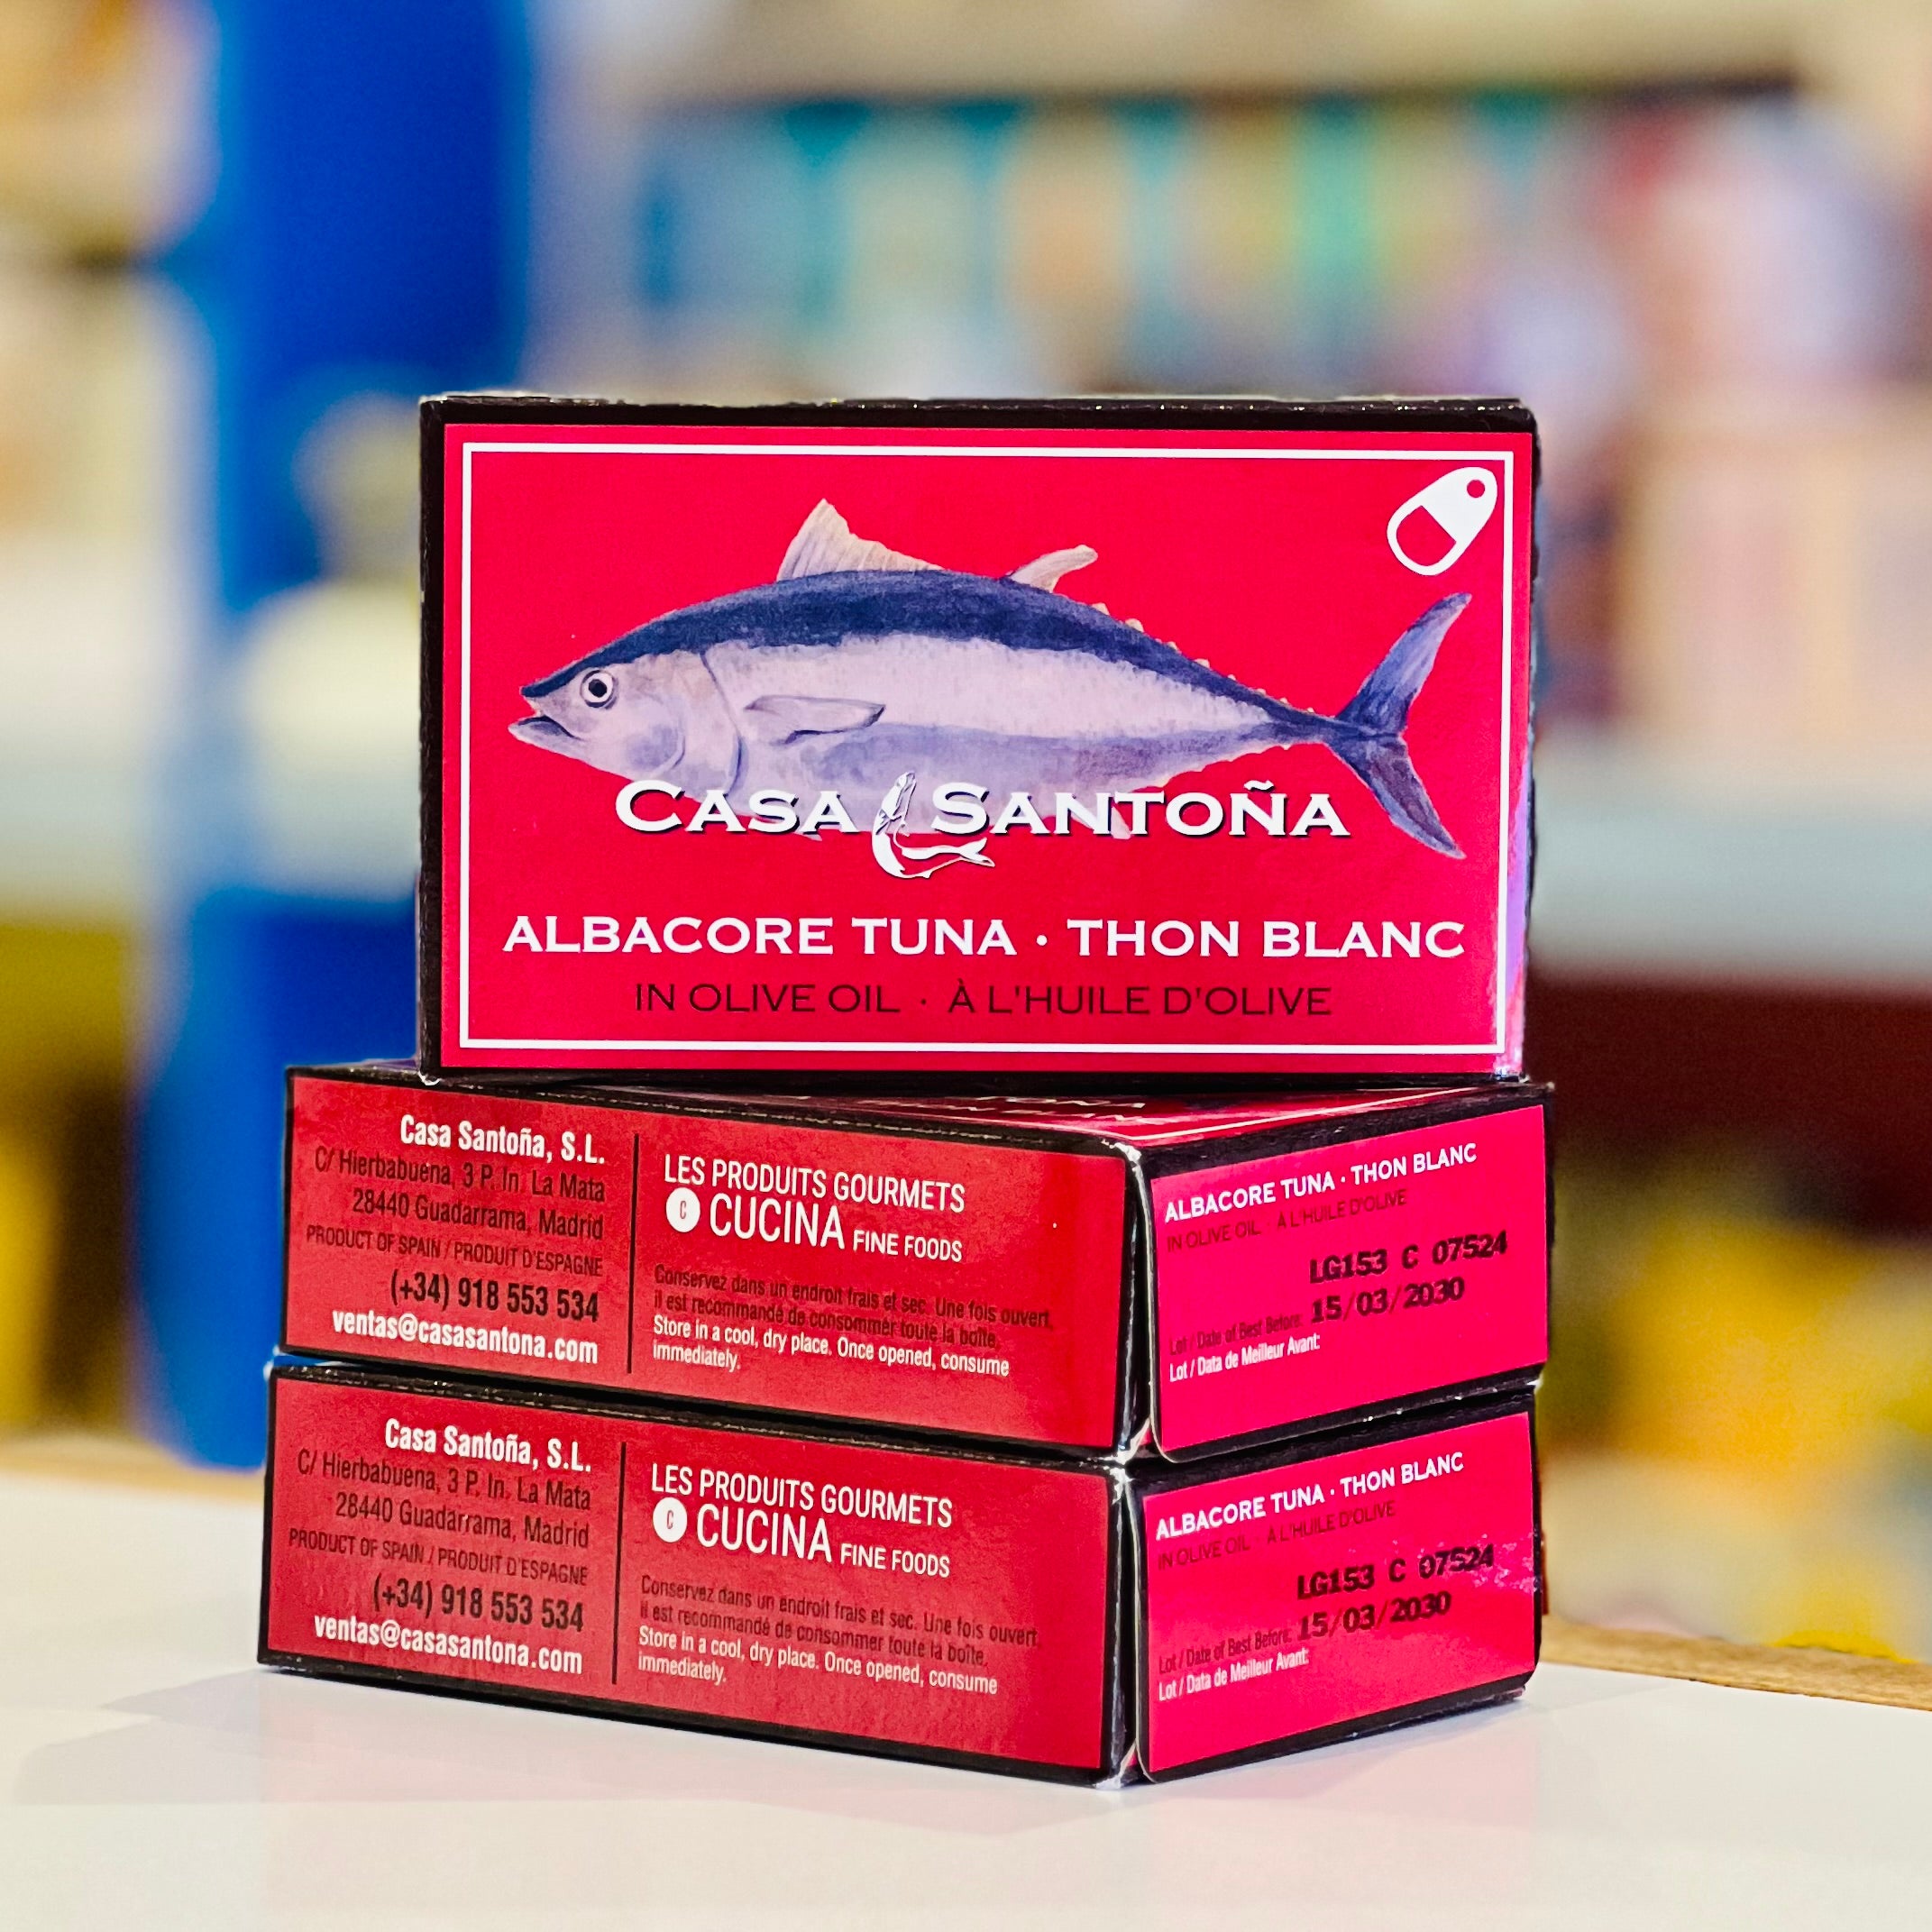 CASA SANTOÑA
ALBACORE TUNA · THON BLANC
IN OLIVE OIL · À L'HUILE D'OLIVE
Casa Santoña, S.L.
C/ Hierbabuena, 3 P. In. La Mata
28440 Guadarrama, Madrid
PRODUCT OF SPAIN / PRODUIT D'ESPAGNE
(+34) 918 553 534
ventas@casasantona.com
LES PRODUITS GOURMETS
C CUCINA FINE FOODS
Conservez dans un endroit frais et sec. Une fois ouvert,
il est recommandé de consommer toute la boîte.
Store in a cool, dry place. Once opened, consume
immediately.
ALBACORE TUNA · THON BLANC
IN OLIVE OIL · À L'HUILE D'OLIVE
LG153 C 07524
Lot / Date of Best Before: 15/03/2030
Lot / Data de Meilleur Avant:
Casa Santoña, S.L.
C/ Hierbabuena, 3 P. In. La Mata
28440 Guadarrama, Madrid
PRODUCT OF SPAIN / PRODUIT D'ESPAGNE
(+34) 918 553 534
ventas@casasantona.com
LES PRODUITS GOURMETS
C CUCINA FINE FOODS
Conservez dans un endroit frais et sec. Une fois ouvert,
il est recommandé de consommer toute la boîte.
Store in a cool, dry place. Once opened, consume
immediately.
ALBACORE TUNA · THON BLANC
IN OLIVE OIL · À L'HUILE D'OLIVE
LG153 C 07524
Lot / Date of Best Before: 15/03/2030
Lot / Data de Meilleur Avant: